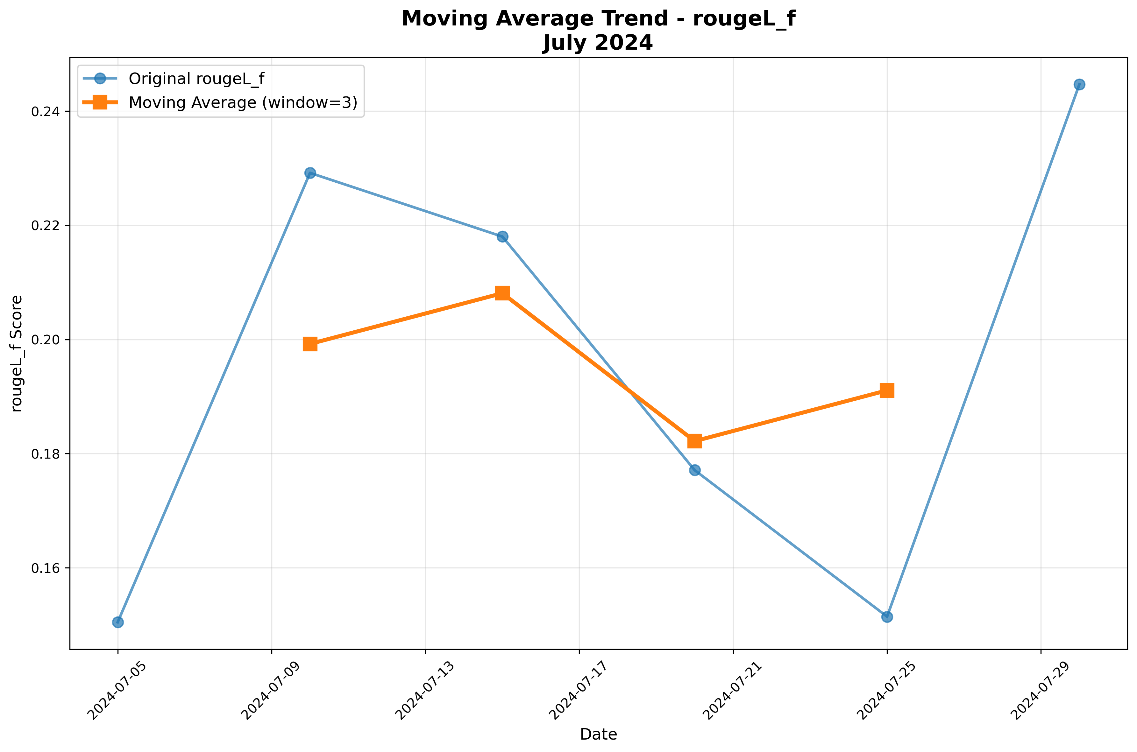 Moving Average Trend - rougeL_f
July 2024
Original rougeL_f
Moving Average (window=3)
rougeL_f Score
0.24
0.22
0.20
0.18
0.16
2024-07-05
2024-07-09
2024-07-13
2024-07-17
2024-07-21
2024-07-25
2024-07-29
Date